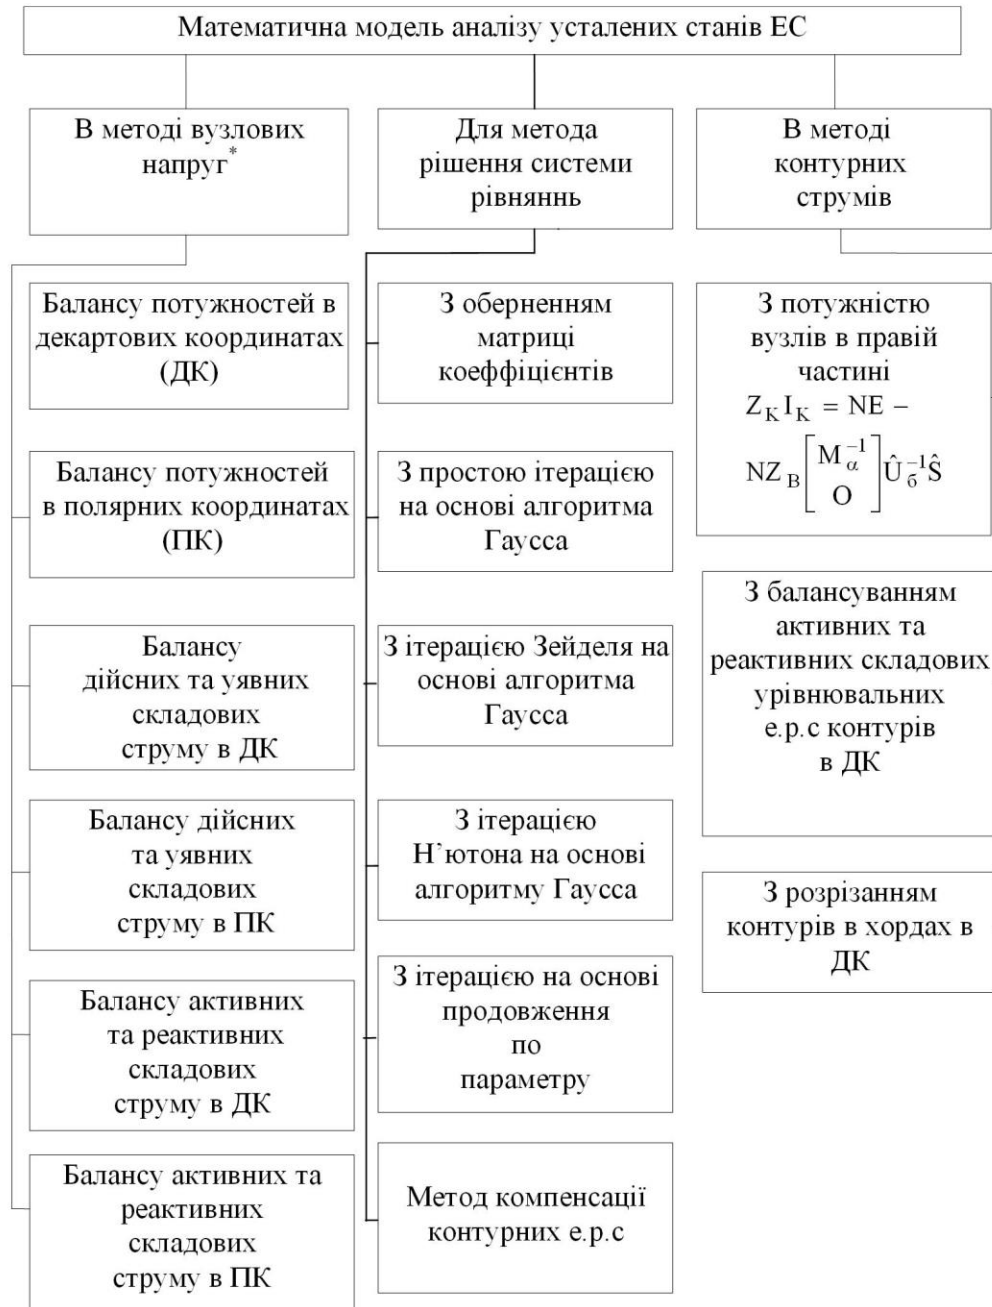 Математична модель аналізу усталених станів ЕС
В методі вузлових
напруг*
Для метода
рішення системи
рівняннь
В методі
контурних
струмів
Балансу потужностей в
декартових координатах
(ДК)
Балансу потужностей
в полярних координатах
(ПК)
Балансу
дійсних та уявних
складових
струму в ДК
Балансу дійсних
та уявних
складових
струму в ПК
Балансу активних
та реактивних
складових
струму в ДК
Балансу активних та
реактивних
складових
струму в ПК
З оберненням
матриці
коеффіцієнтів
З простою ітерацією
на основі алгоритма
Гаусса
З ітерацією Зейделя на
основі алгоритма
Гаусса
З ітерацією
Н’ютона на основі
алгоритму Гаусса
З ітерацією на основі
продовження
по
параметру
Метод компенсації
контурних е.р.с
З потужністю
вузлів в правій
частині
Z_K I_K = NE −
NZ_B [M_α^{-1} O] Û_б^{-1} Ŝ
З балансуванням
активних та
реактивних складових
урівнювальних
е.р.с контурів
в ДК
З розрізанням
контурів в хордах в
ДК